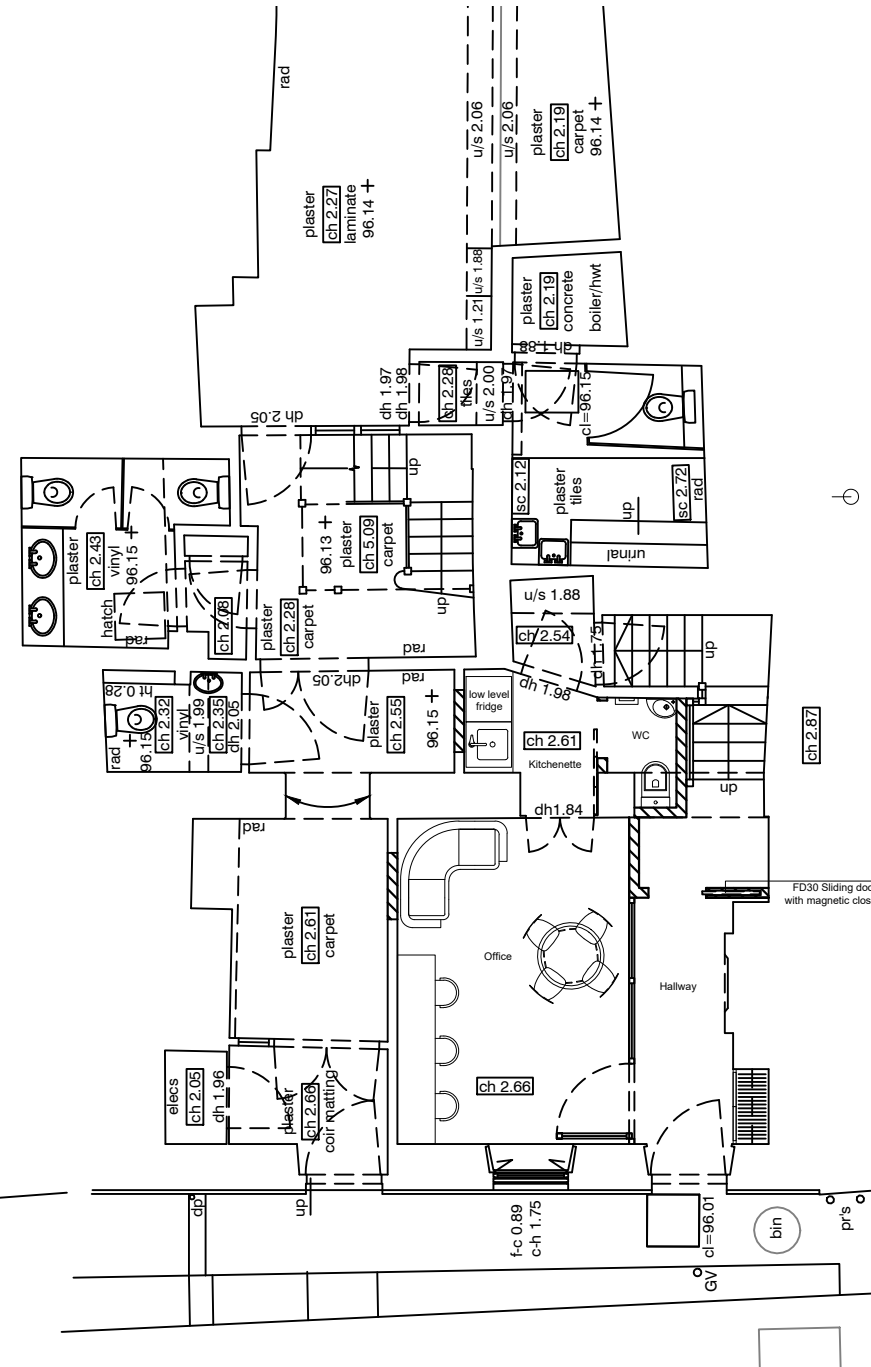 rad
u/s 2.06
u/s 2.06
plaster
ch 2.19
carpet
96.14
plaster
ch 2.27
laminate
96.14
u/s 1.88
u/s 1.21
plaster
ch 2.19
concrete
boiler/hwt
dh 1.88
dh 1.97
dh 1.98
ch 2.28
tiles
u/s 2.00
dh 1.97
cl=96.15
dh 2.05
up
sc 2.12
plaster
tiles
sc 2.72
rad
up
urinal
plaster
ch 2.43
vinyl
96.15
hatch
rad
ch 2.08
96.13
plaster
ch 5.09
carpet
up
plaster
ch 2.28
carpet
rad
u/s 1.88
ch 2.54
dh 1.75
dh 1.98
up
ht 0.28
rad
96.15
ch 2.32
vinyl
u/s 1.99
ch 2.35
dh 2.05
dh2.05
rad
plaster
ch 2.55
96.15
low level
fridge
ch 2.61
Kitchenette
WC
ch 2.87
dn
dh1.84
rad
plaster
ch 2.61
carpet
FD30 Sliding doo
with magnetic clos
Office
Hallway
elecs
ch 2.05
dh 1.96
plaster
ch 2.66
coir matting
ch 2.66
dp
up
f-c 0.89
c-h 1.75
cl=96.01
bin
pr's
GV